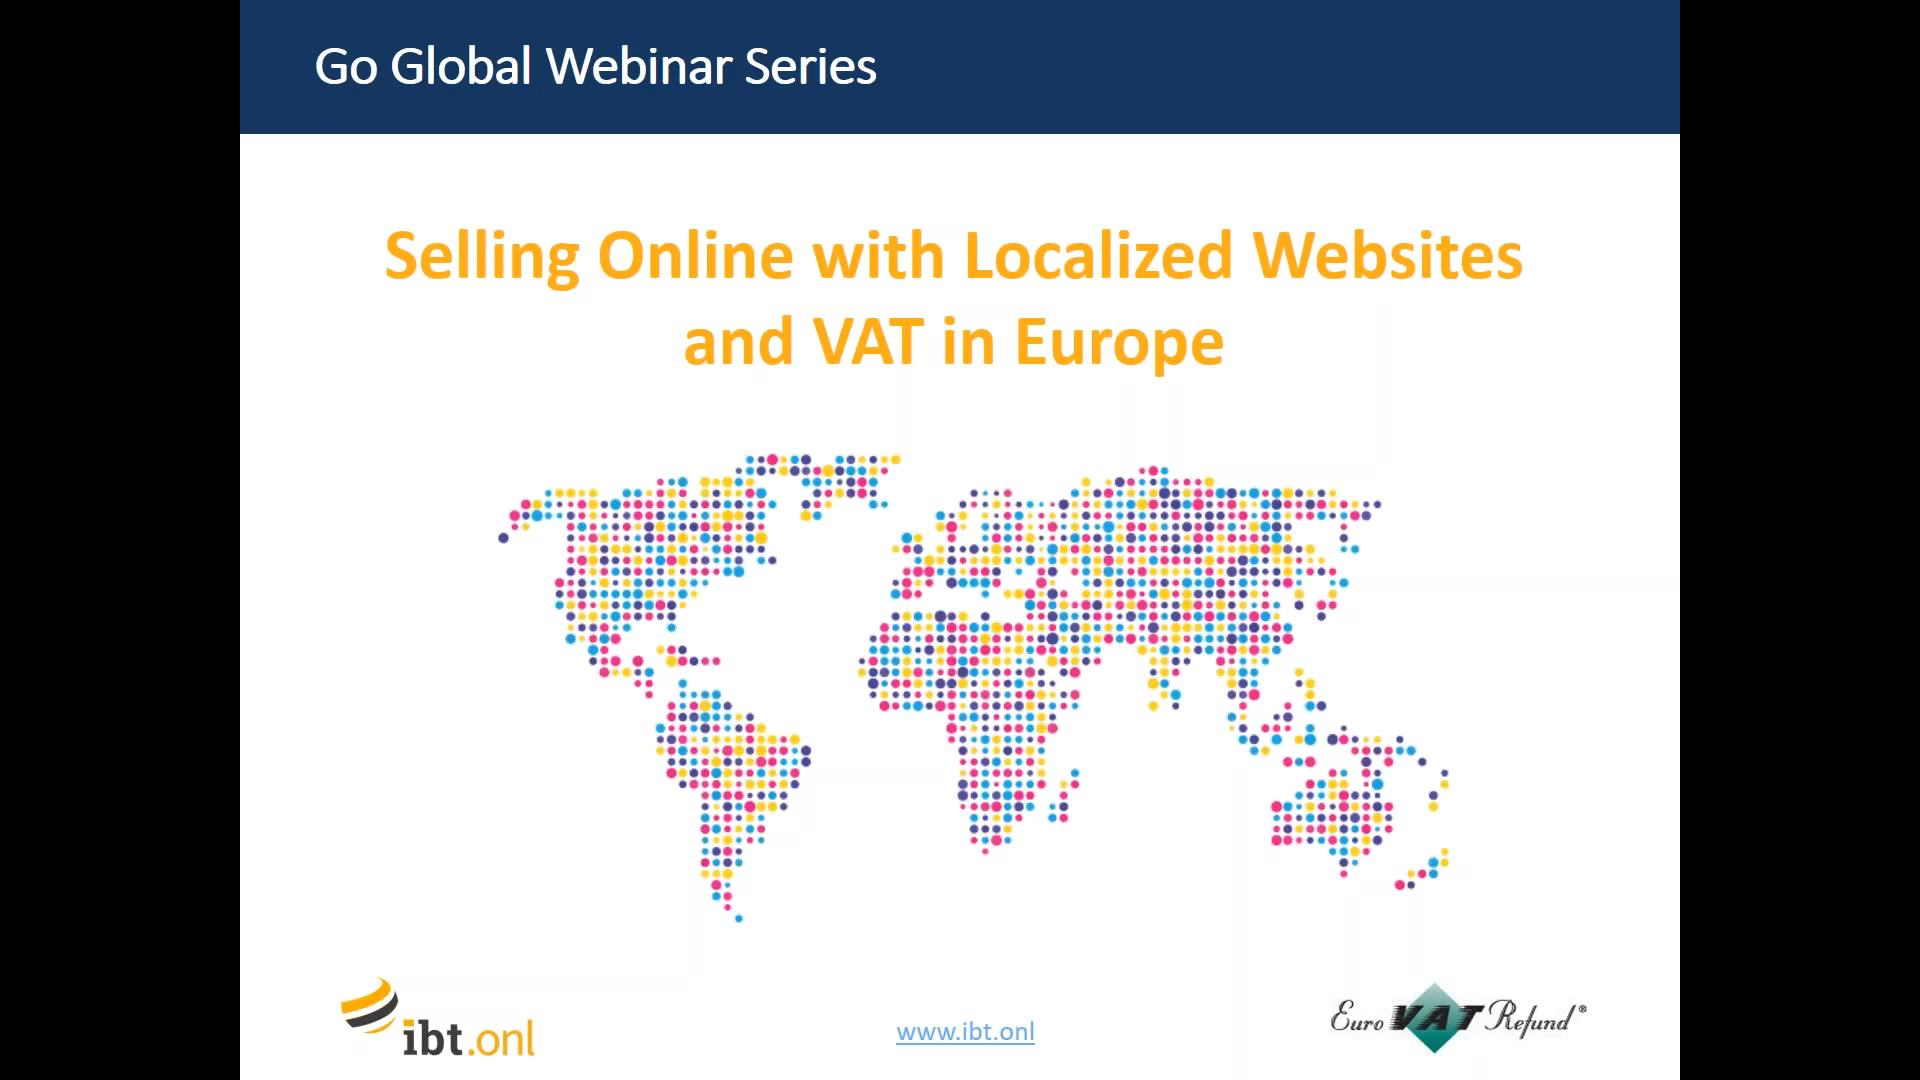 Go Global Webinar Series
Selling Online with Localized Websites
and VAT in Europe
ibt.onl
www.ibt.onl
Euro VAT Refund®